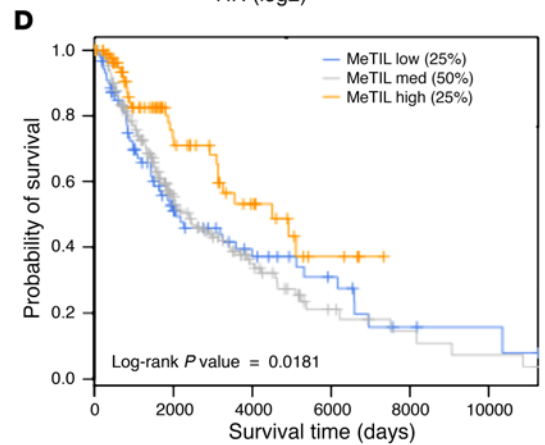 D
MeTIL low (25%)
MeTIL med (50%)
MeTIL high (25%)
Probability of survival
1.0
0.8
0.6
0.4
0.2
0.0
Log-rank P value = 0.0181
0 2000 4000 6000 8000 10000
Survival time (days)